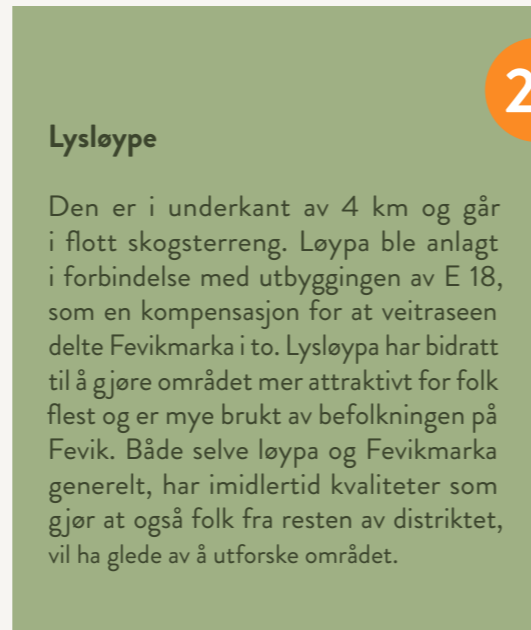 2
Lysløype
Den er i underkant av 4 km og går
i flott skogsterreng. Løypa ble anlagt
i forbindelse med utbyggingen av E 18,
som en kompensasjon for at veitraseen
delte Fevikmarka i to. Lysløypa har bidratt
til å gjøre området mer attraktivt for folk
flest og er mye brukt av befolkningen på
Fevik. Både selve løypa og Fevikmarka
generelt, har imidlertid kvaliteter som
gjør at også folk fra resten av distriktet,
vil ha glede av å utforske området.